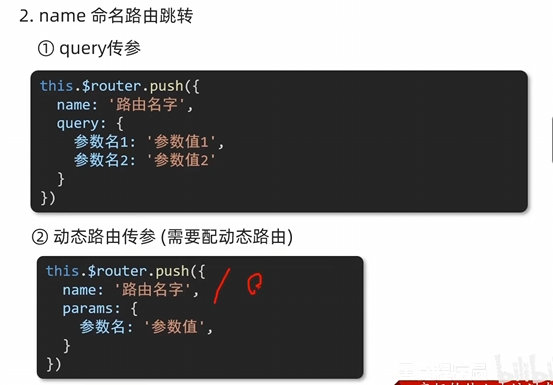 2. name 命名路由跳转
① query传参
this.$router.push({
name: '路由名字',
query: {
参数名1: '参数值1',
参数名2: '参数值2'
}
})
② 动态路由传参 (需要配动态路由)
this.$router.push({
name: '路由名字',
params: {
参数名: '参数值',
}
})